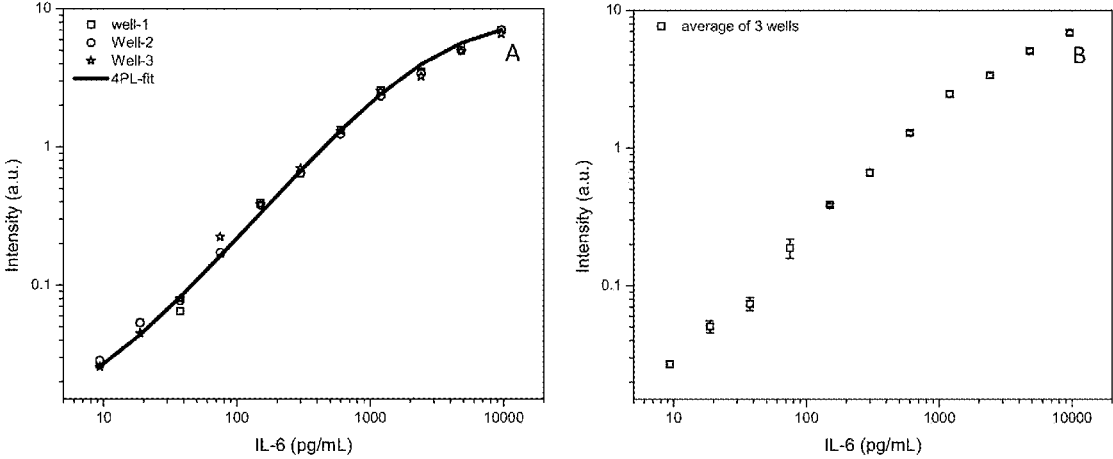 well-1
Well-2
Well-3
4PL-fit
A
10
1
0.1
Intensity (a.u.)
10
100
1000
10000
IL-6 (pg/mL)
average of 3 wells
B
10
1
0.1
Intensity (a.u.)
10
100
1000
10000
IL-6 (pg/mL)